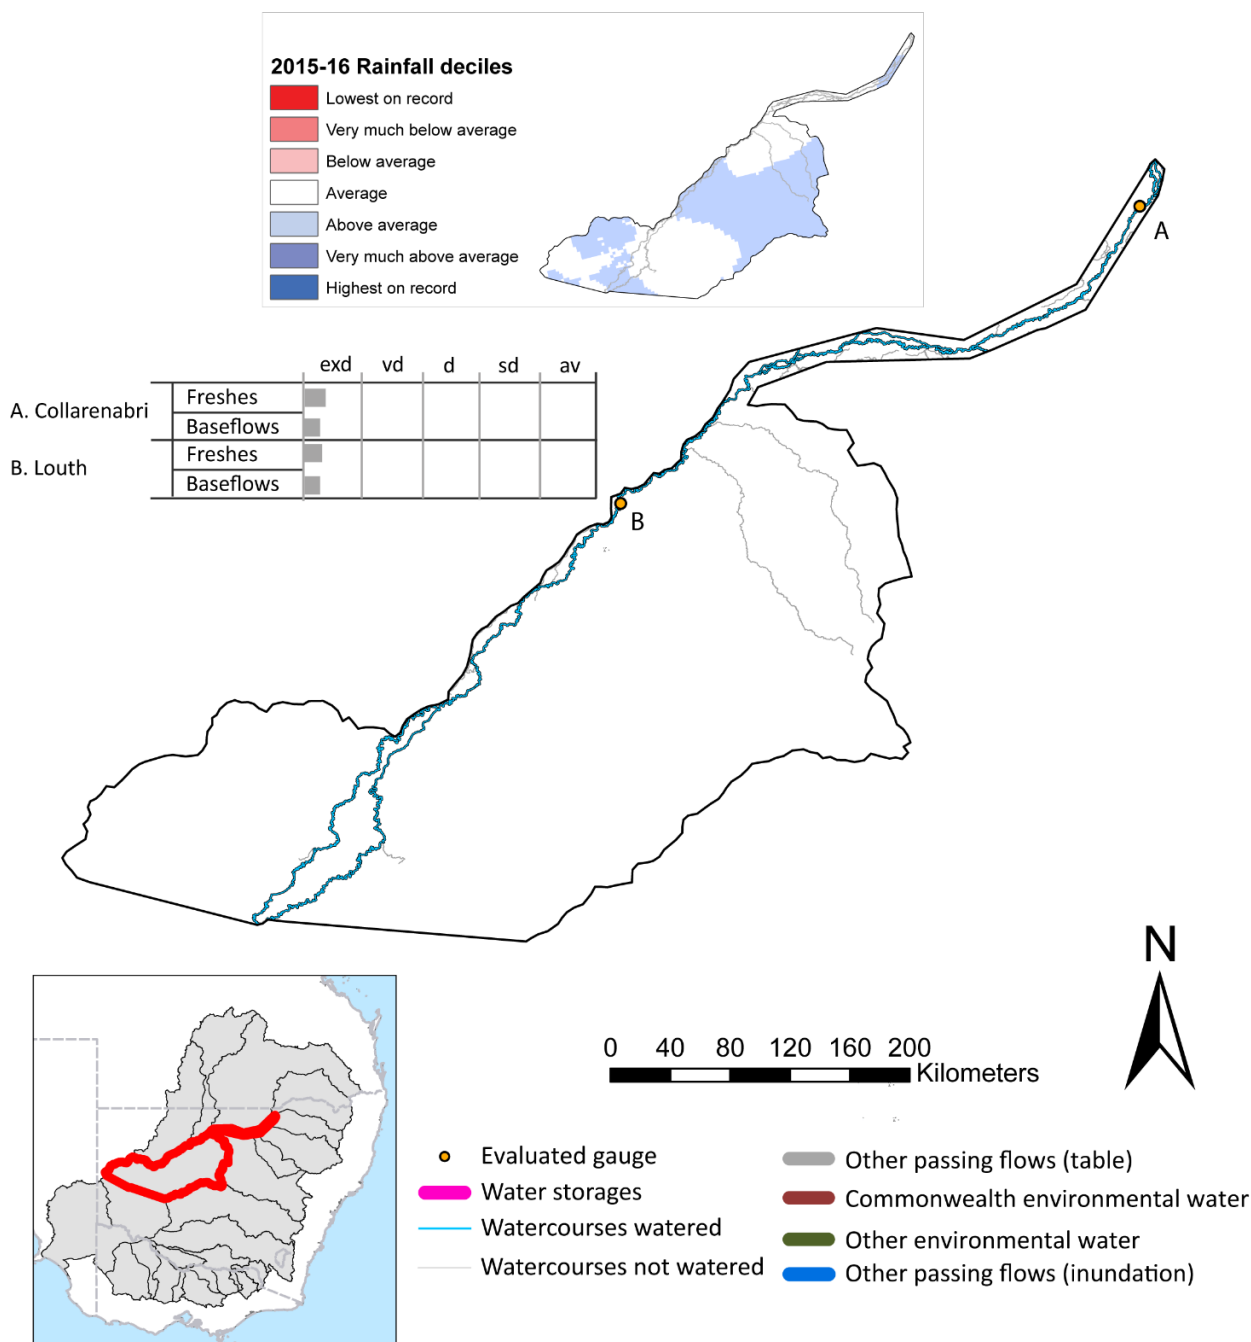 2015-16 Rainfall deciles
Lowest on record
Very much below average
Below average
Average
Above average
Very much above average
Highest on record
A
exd vd d sd av
A. Collarenabri
Freshes
Baseflows
B. Louth
Freshes
Baseflows
B
N
0 40 80 120 160 200
Kilometers
Evaluated gauge
Water storages
Watercourses watered
Watercourses not watered
Other passing flows (table)
Commonwealth environmental water
Other environmental water
Other passing flows (inundation)